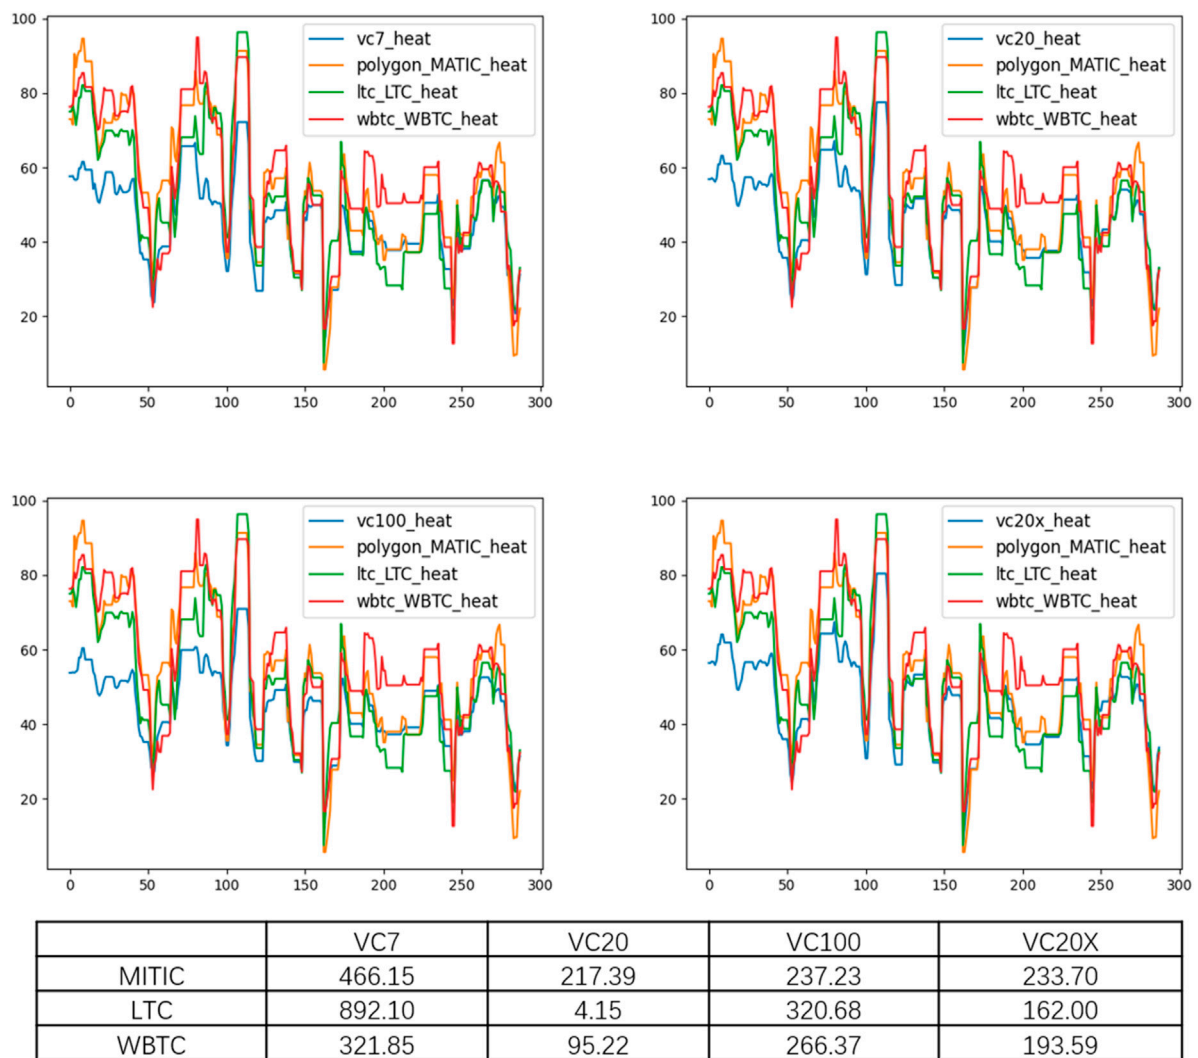 100
80
60
40
20
0 50 100 150 200 250 300
vc7_heat
polygon_MATIC_heat
ltc_LTC_heat
wbtc_WBTC_heat
100
80
60
40
20
0 50 100 150 200 250 300
vc20_heat
polygon_MATIC_heat
ltc_LTC_heat
wbtc_WBTC_heat
100
80
60
40
20
0 50 100 150 200 250 300
vc100_heat
polygon_MATIC_heat
ltc_LTC_heat
wbtc_WBTC_heat
100
80
60
40
20
0 50 100 150 200 250 300
vc20x_heat
polygon_MATIC_heat
ltc_LTC_heat
wbtc_WBTC_heat
VC7 VC20 VC100 VC20X
MITIC 466.15 217.39 237.23 233.70
LTC 892.10 4.15 320.68 162.00
WBTC 321.85 95.22 266.37 193.59